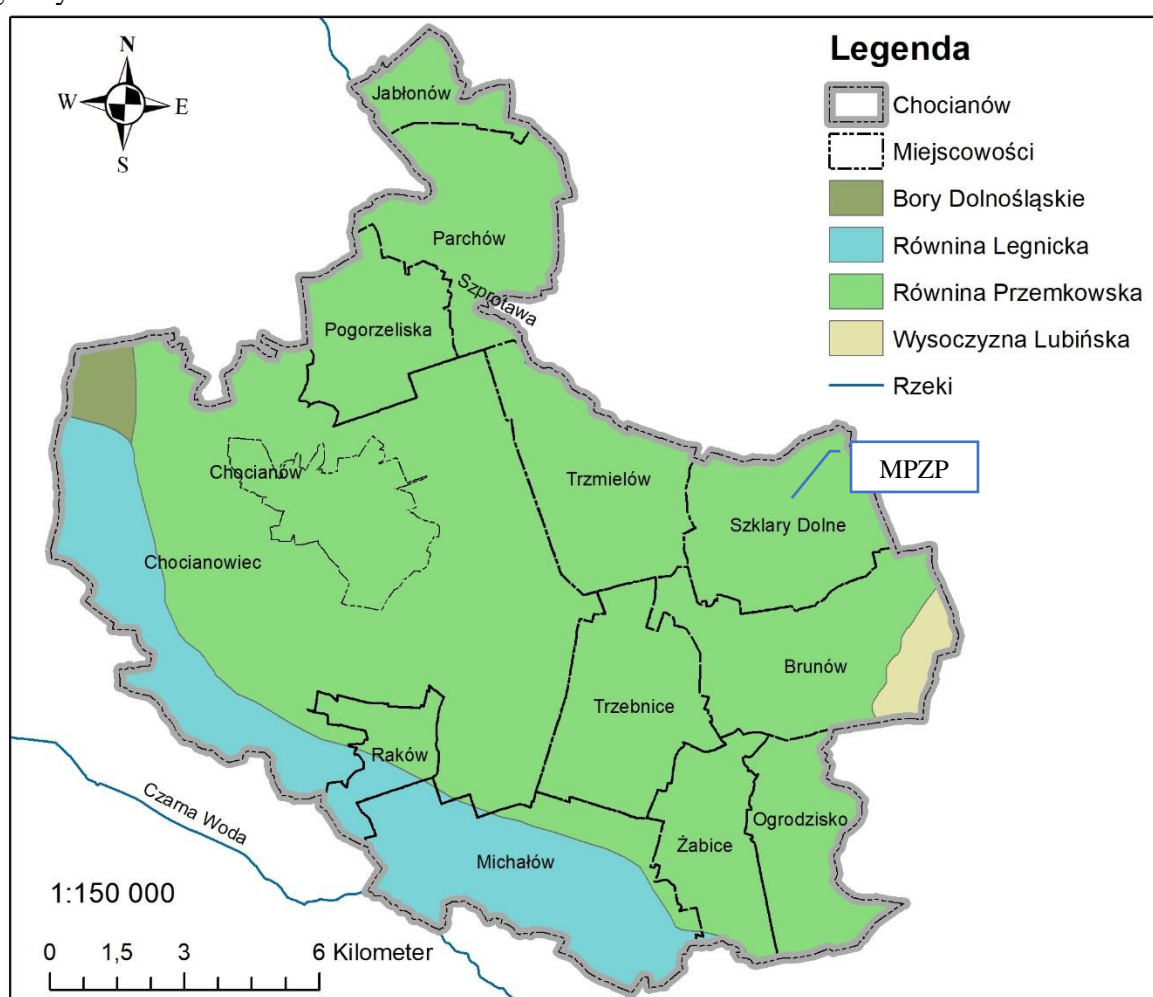 N
W E
S
Legenda
Chocianów
Miejscowości
Bory Dolnośląskie
Równina Legnicka
Równina Przemkowska
Wysoczyzna Lubińska
Rzeki
Jabłonów
Parchów
Szprotawa
Pogorzeliska
Chocianów
Trzmielów
MPZP
Szklary Dolne
Chocianowiec
Brunów
Trzebnice
Raków
Czarna Woda
Ogrodzisko
Żabice
Michałów
1:150 000
0 1,5 3 6 Kilometer